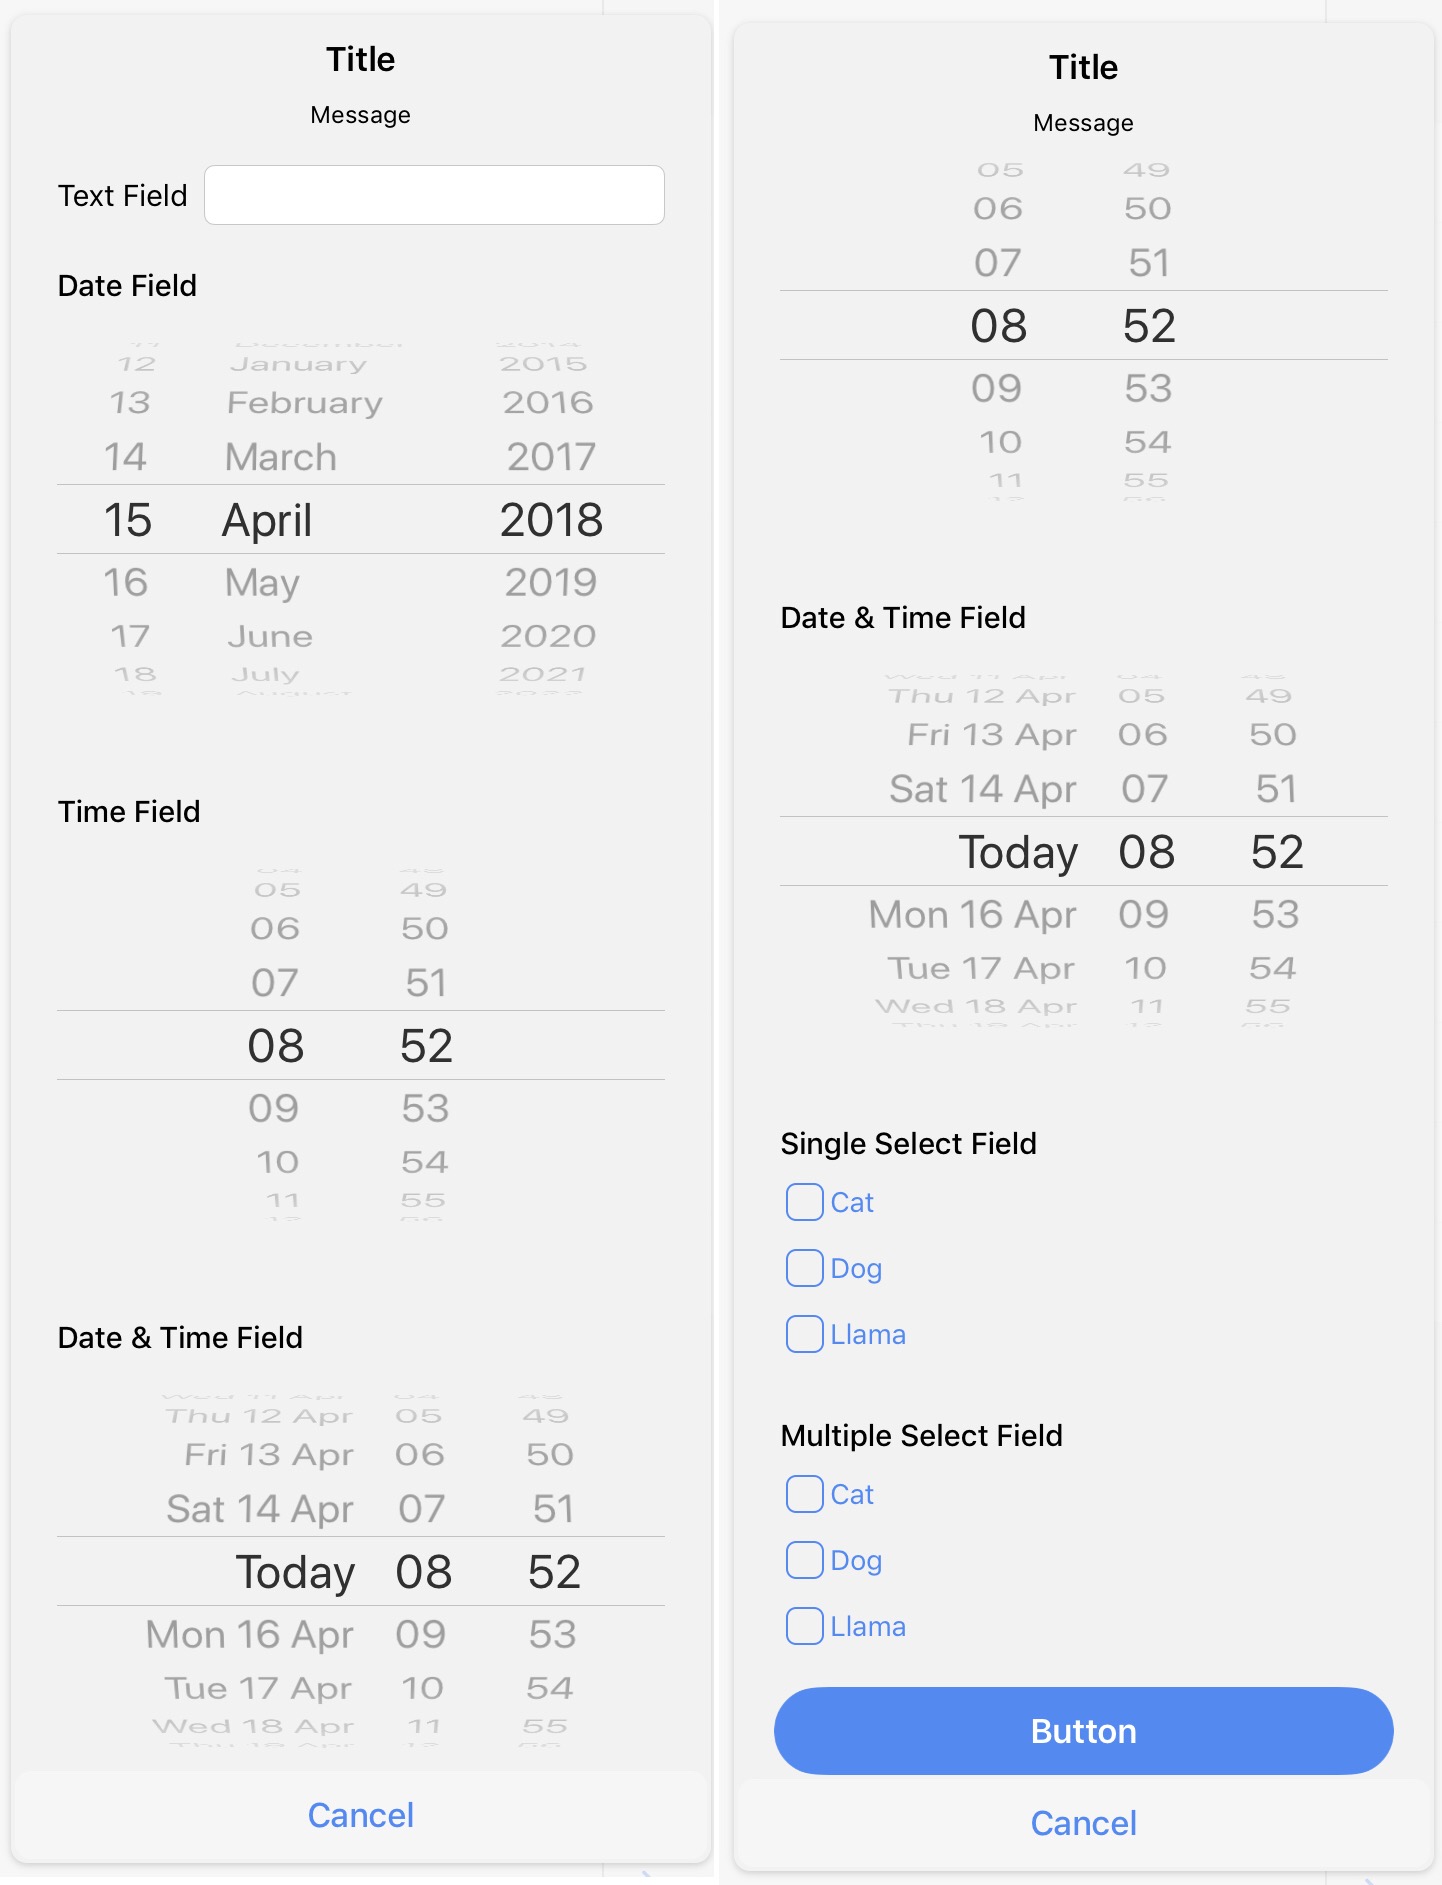 Title
Message
Text Field
Date Field
12 January 2015
13 February 2016
14 March 2017
15 April 2018
16 May 2019
17 June 2020
18 July 2021
Time Field
05 49
06 50
07 51
08 52
09 53
10 54
11 55
Date & Time Field
Thu 12 Apr 05 49
Fri 13 Apr 06 50
Sat 14 Apr 07 51
Today 08 52
Mon 16 Apr 09 53
Tue 17 Apr 10 54
Wed 18 Apr 11 55
Cancel
Title
Message
05 49
06 50
07 51
08 52
09 53
10 54
11 55
Date & Time Field
Thu 12 Apr 05 49
Fri 13 Apr 06 50
Sat 14 Apr 07 51
Today 08 52
Mon 16 Apr 09 53
Tue 17 Apr 10 54
Wed 18 Apr 11 55
Single Select Field
Cat
Dog
Llama
Multiple Select Field
Cat
Dog
Llama
Button
Cancel